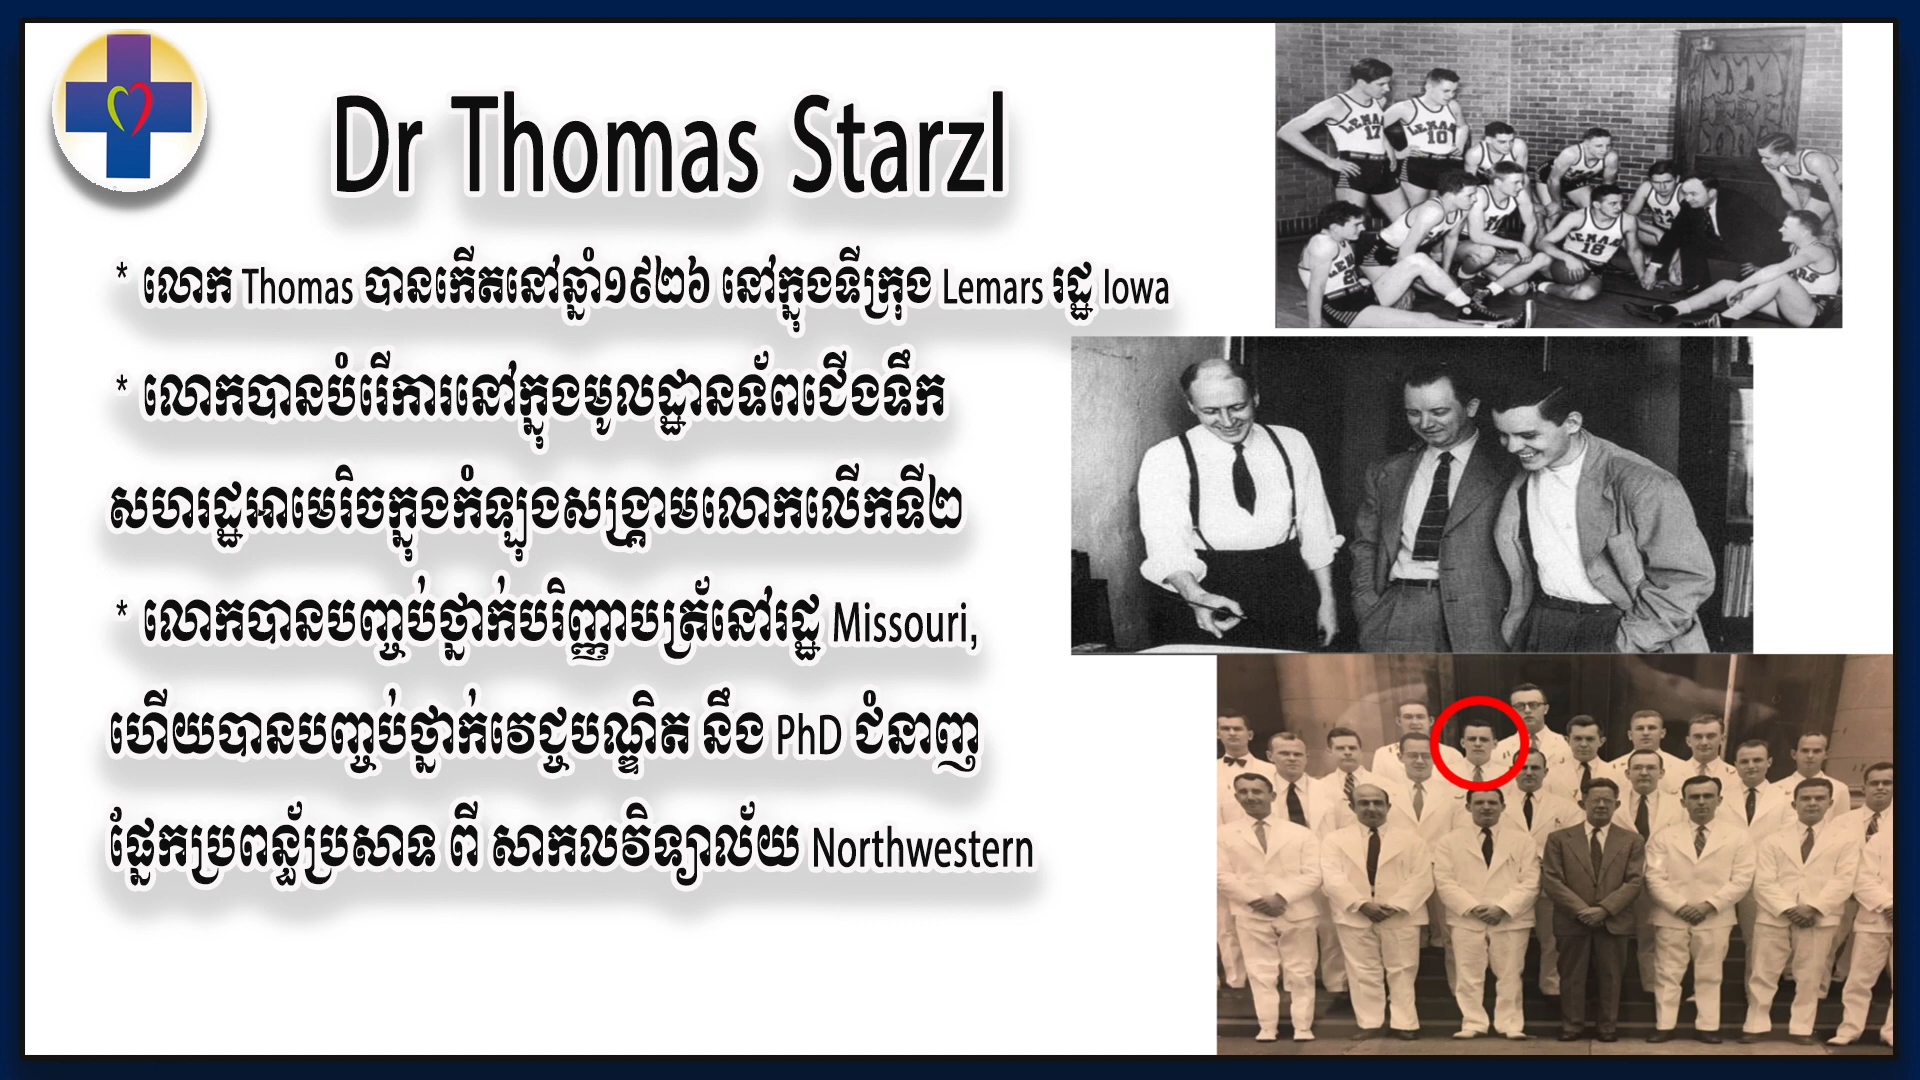 Dr Thomas Starzl
* លោក Thomas បានកើតនៅឆ្នាំ១៩២៦ នៅក្នុងទីក្រុង Lemars រដ្ឋ Iowa
* លោកបានបំរើការនៅក្នុងមូលដ្ឋានទ័ពជើងទឹក
សហរដ្ឋអាមេរិចក្នុងកំឡុងសង្គ្រាមលោកលើកទី២
* លោកបានបញ្ចប់ថ្នាក់បរិញ្ញាបត្រ័នៅរដ្ឋ Missouri,
ហើយបានបញ្ចប់ថ្នាក់វេជ្ចបណ្ឌិត នឹង PhD ជំនាញ
ផ្នែកប្រពន្ធ័ប្រសាទ ពី សាកលវិទ្យាល័យ Northwestern
LEMARS 17
LEMARS 10
LEMARS 18